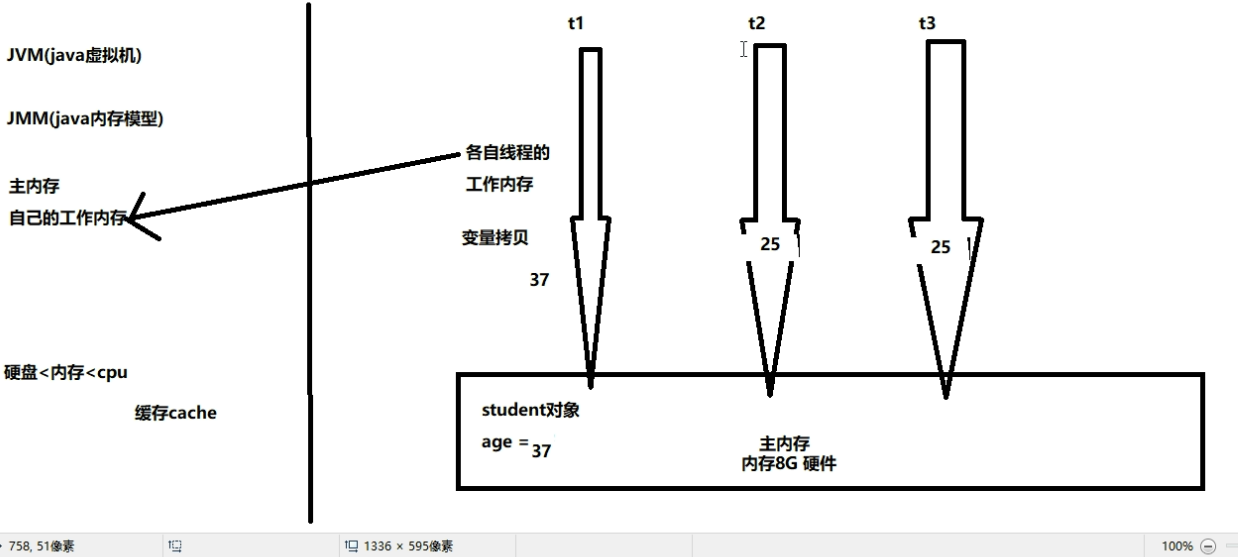 JVM(java虚拟机)
JMM(java内存模型)
主内存
自己的工作内存
硬盘<内存<cpu
缓存cache
t1
t2
t3
各自线程的
工作内存
变量拷贝
37
25
25
student对象
age =37
主内存
内存8G 硬件
758, 51像素
1336 × 595像素
100%